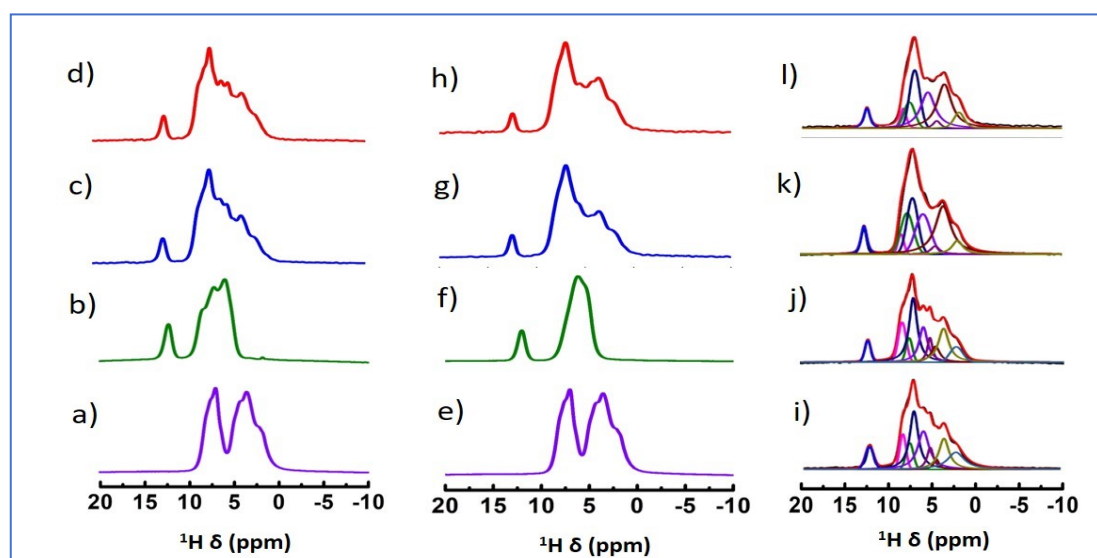 d) h) l)
c) g) k)
b) f) j)
a) e) i)
20 15 10 5 0 -5 -10 20 15 10 5 0 -5 -10 20 15 10 5 0 -5 -10
¹H δ (ppm) ¹H δ (ppm) ¹H δ (ppm)